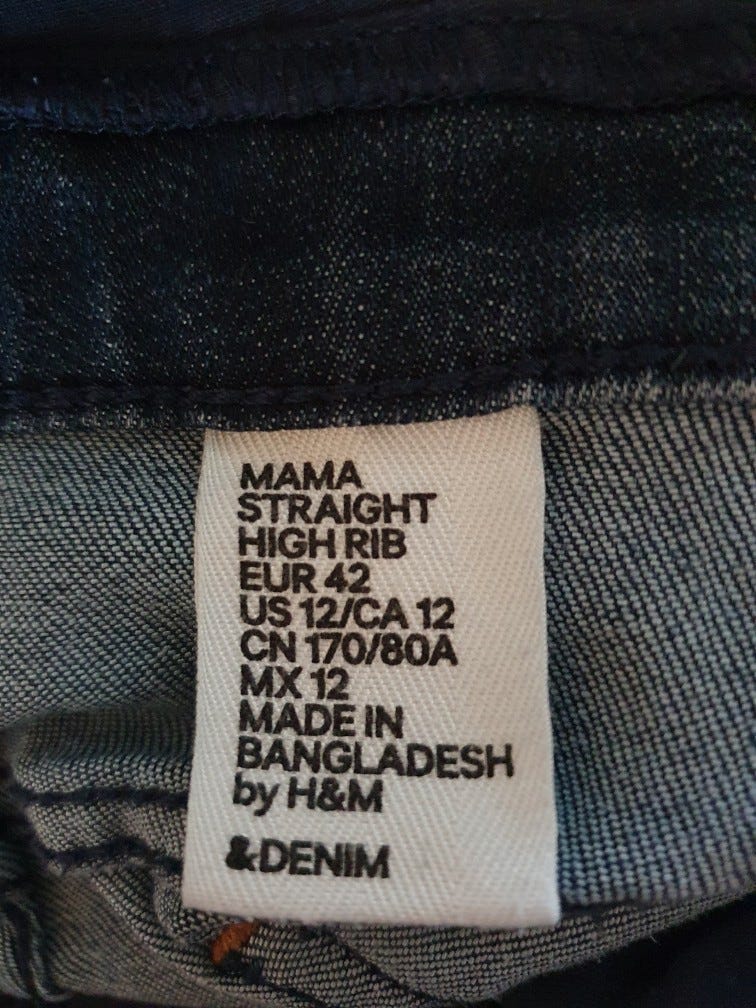 MAMA
STRAIGHT
HIGH RIB
EUR 42
US 12/CA 12
CN 170/80A
MX 12
MADE IN
BANGLADESH
by H&M
&DENIM